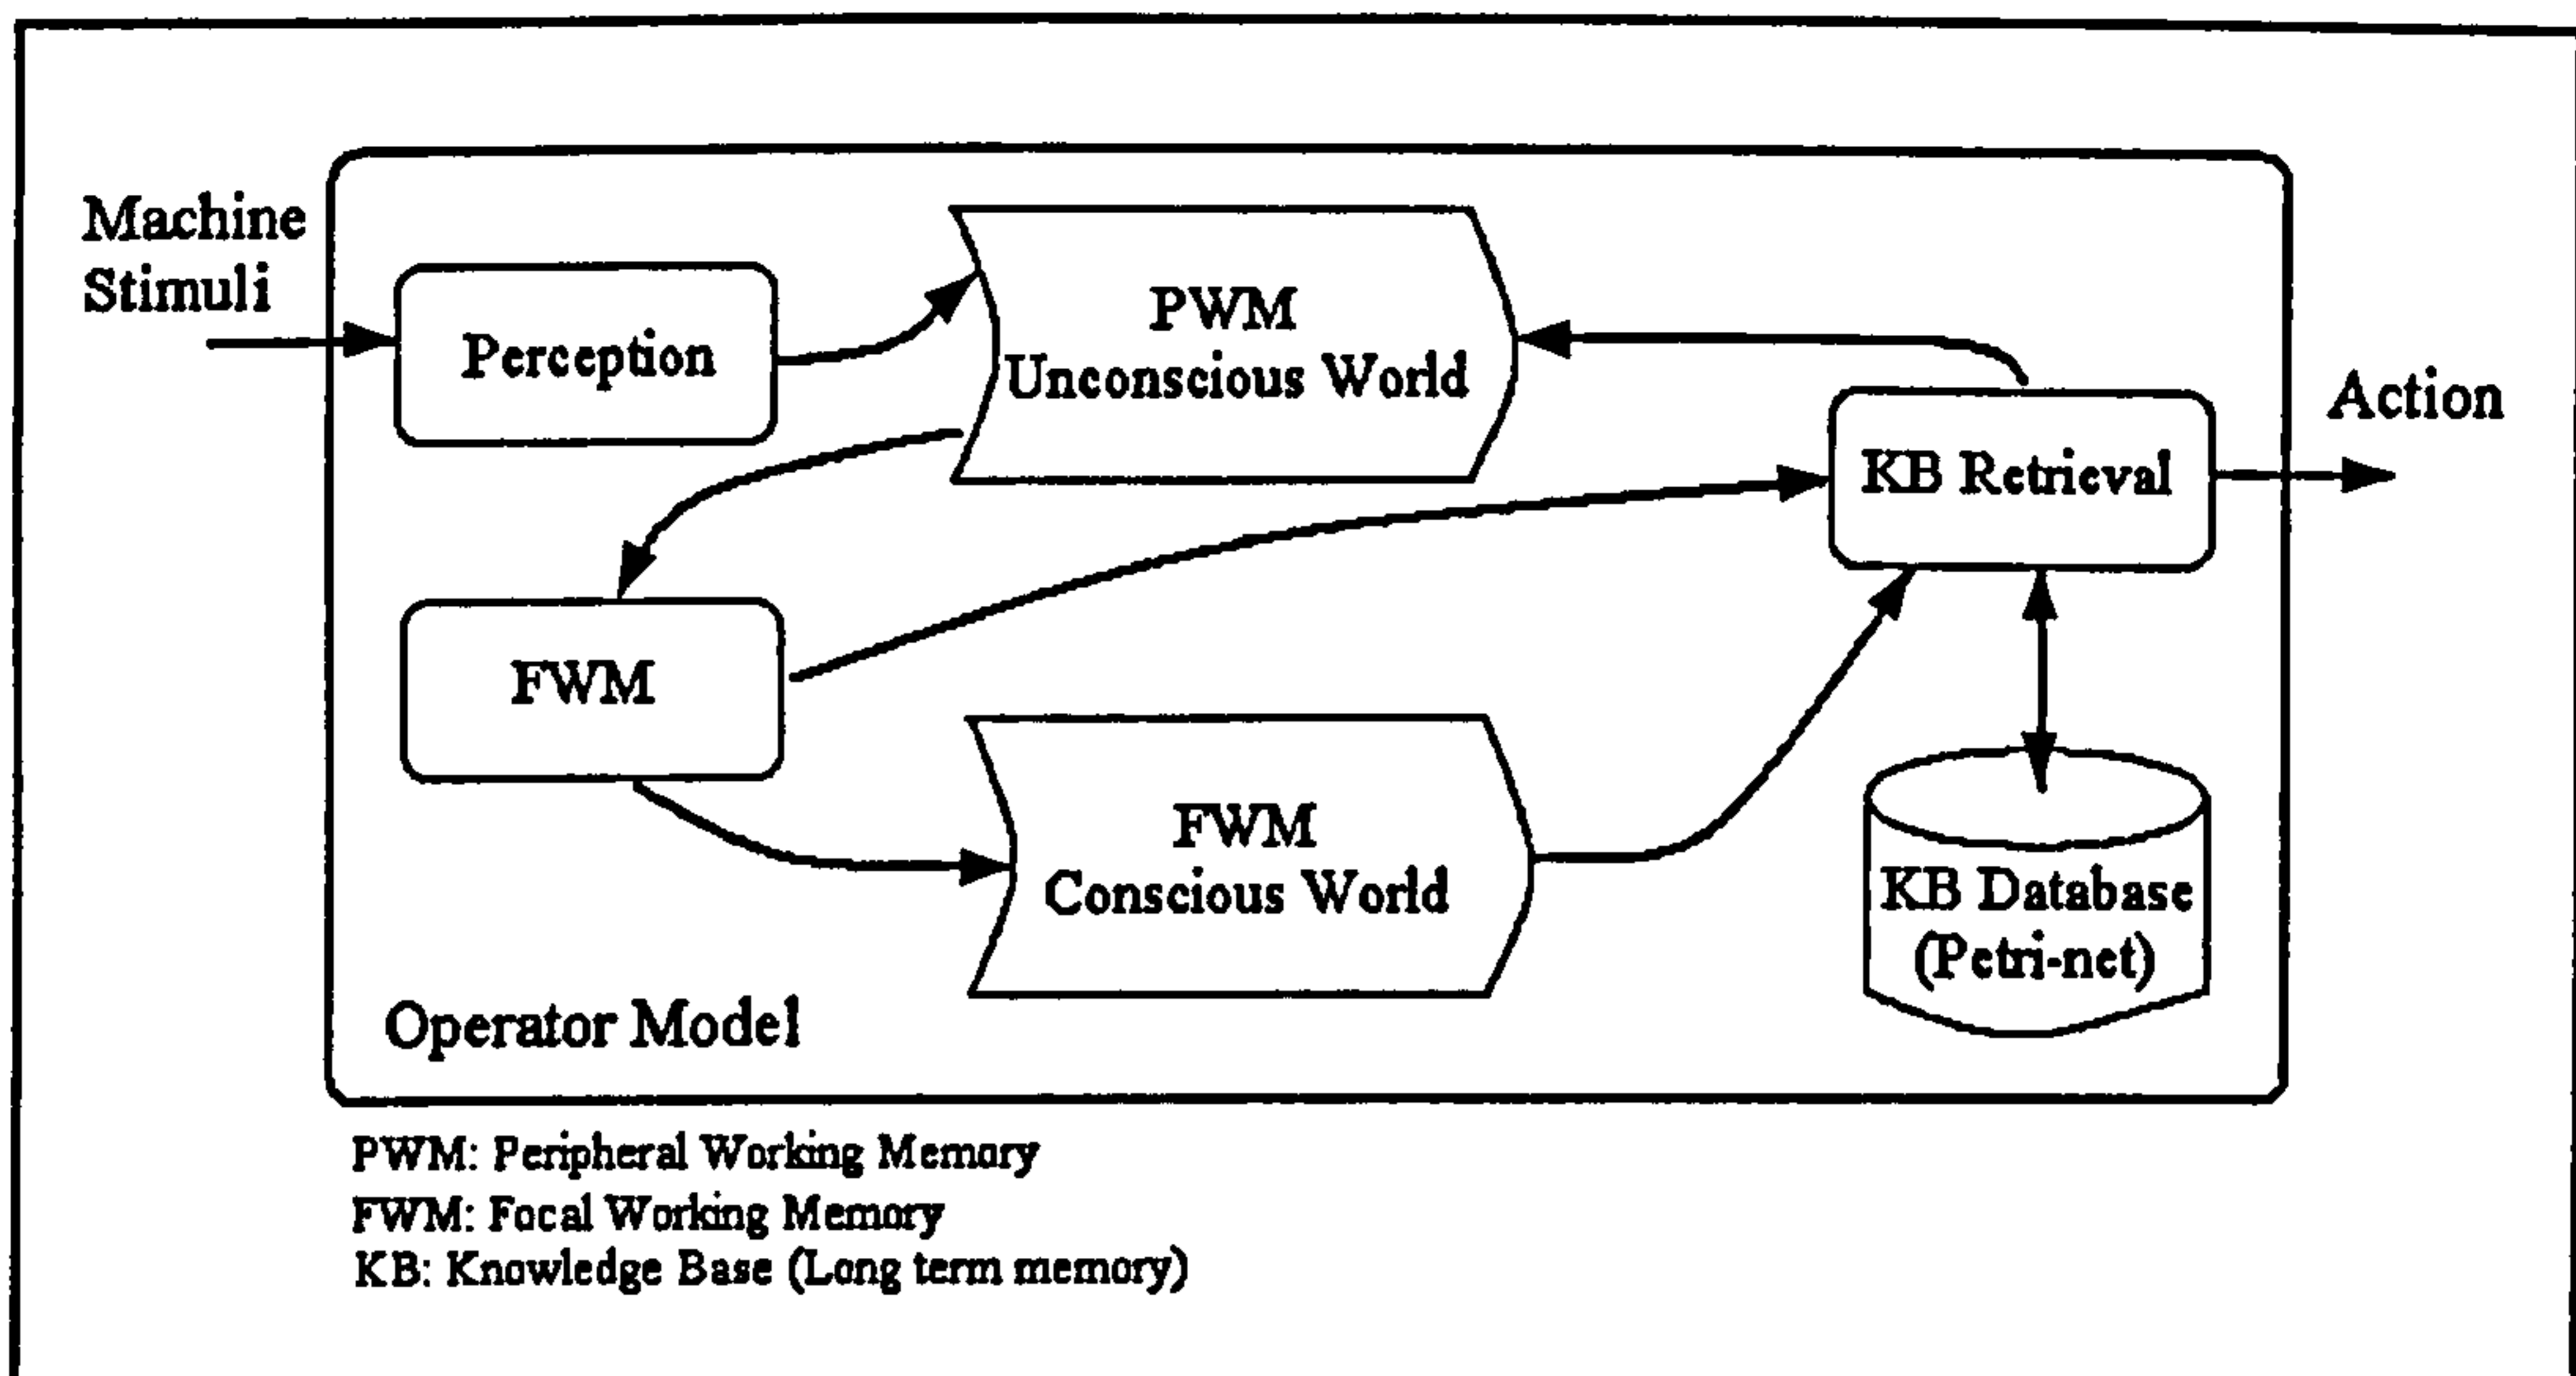 Machine
Stimuli
Perception
PWM
Unconscious World
KB Retrieval
Action
FWM
FWM
Conscious World
KB Database
(Petri-net)
Operator Model
PWM: Peripheral Working Memory
FWM: Focal Working Memory
KB: Knowledge Base (Long term memory)